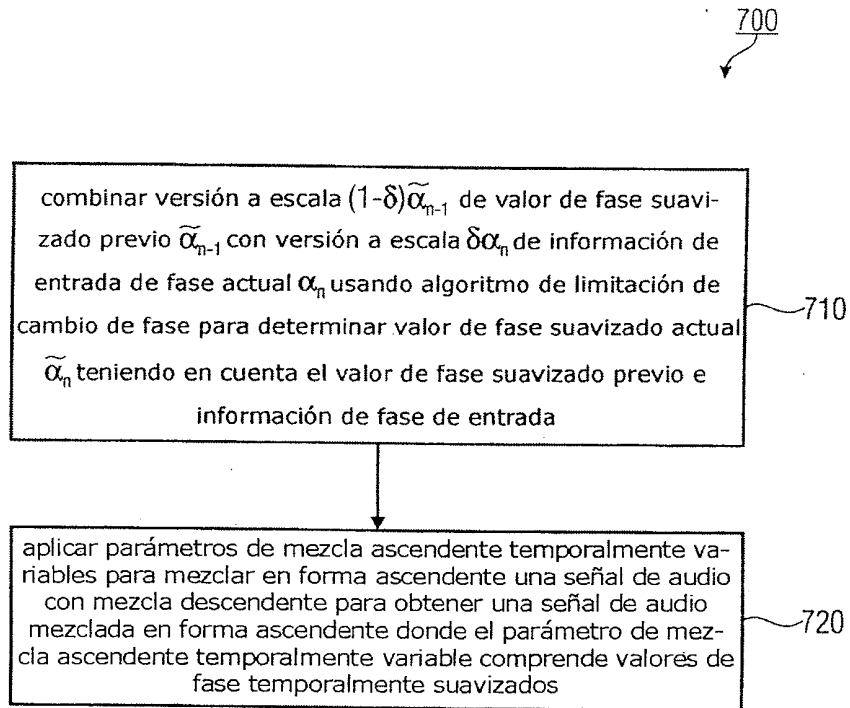 700
combinar versión a escala (1-δ)α̃ₙ₋₁ de valor de fase suavi-
zado previo α̃ₙ₋₁ con versión a escala δαₙ de información de
entrada de fase actual αₙ usando algoritmo de limitación de
cambio de fase para determinar valor de fase suavizado actual
α̃ₙ teniendo en cuenta el valor de fase suavizado previo e
información de fase de entrada
710
aplicar parámetros de mezcla ascendente temporalmente va-
riables para mezclar en forma ascendente una señal de audio
con mezcla descendente para obtener una señal de audio
mezclada en forma ascendente donde el parámetro de mez-
cla ascendente temporalmente variable comprende valores de
fase temporalmente suavizados
720